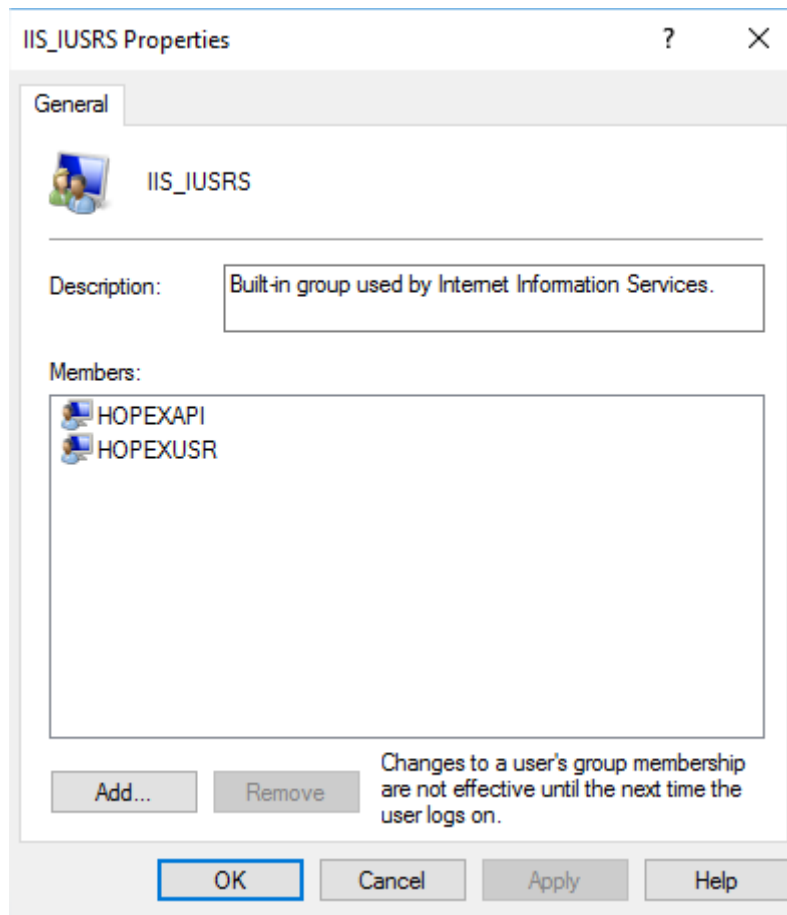 IIS_IUSRS Properties
?
General
IIS_IUSRS
Description:
Built-in group used by Internet Information Services.
Members:
HOPEXAPI
HOPEXUSR
Add...
Remove
Changes to a user's group membership
are not effective until the next time the
user logs on.
OK
Cancel
Apply
Help